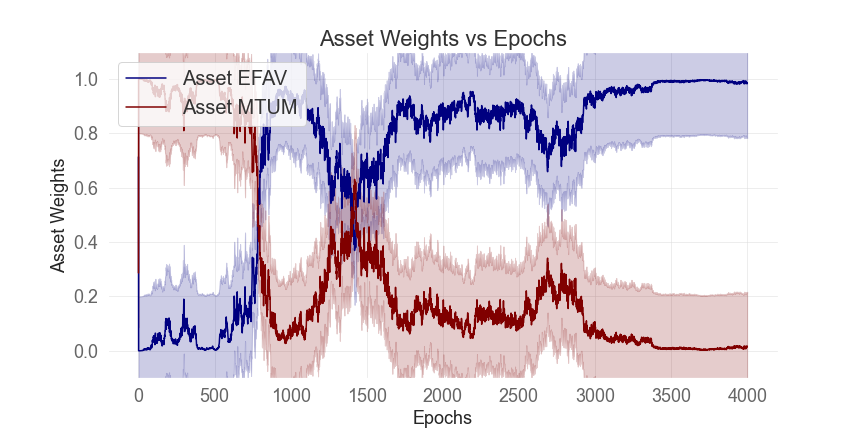 Asset Weights vs Epochs
Asset EFAV
Asset MTUM
Asset Weights
1.0
0.8
0.6
0.4
0.2
0.0
0 500 1000 1500 2000 2500 3000 3500 4000
Epochs